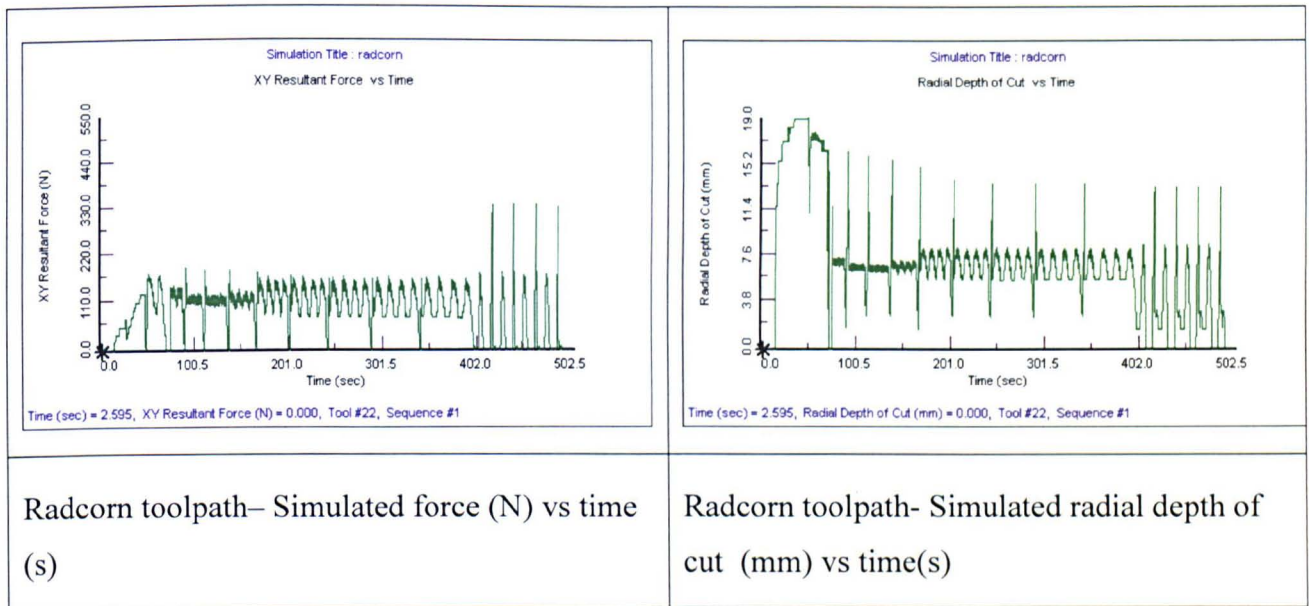 Simulation Title : radcorn
XY Resultant Force vs Time
XY Resultant Force (N)
550.0
440.0
330.0
220.0
110.0
0.0
0.0 100.5 201.0 301.5 402.0 502.5
Time (sec)
Time (sec) = 2.595, XY Resultant Force (N) = 0.000, Tool #22, Sequence #1
Simulation Title : radcorn
Radial Depth of Cut vs Time
Radial Depth of Cut (mm)
19.0
15.2
11.4
7.6
3.8
0.0
0.0 100.5 201.0 301.5 402.0 502.5
Time (sec)
Time (sec) = 2.595, Radial Depth of Cut (mm) = 0.000, Tool #22, Sequence #1
Radcorn toolpath– Simulated force (N) vs time
(s)
Radcorn toolpath- Simulated radial depth of
cut (mm) vs time(s)